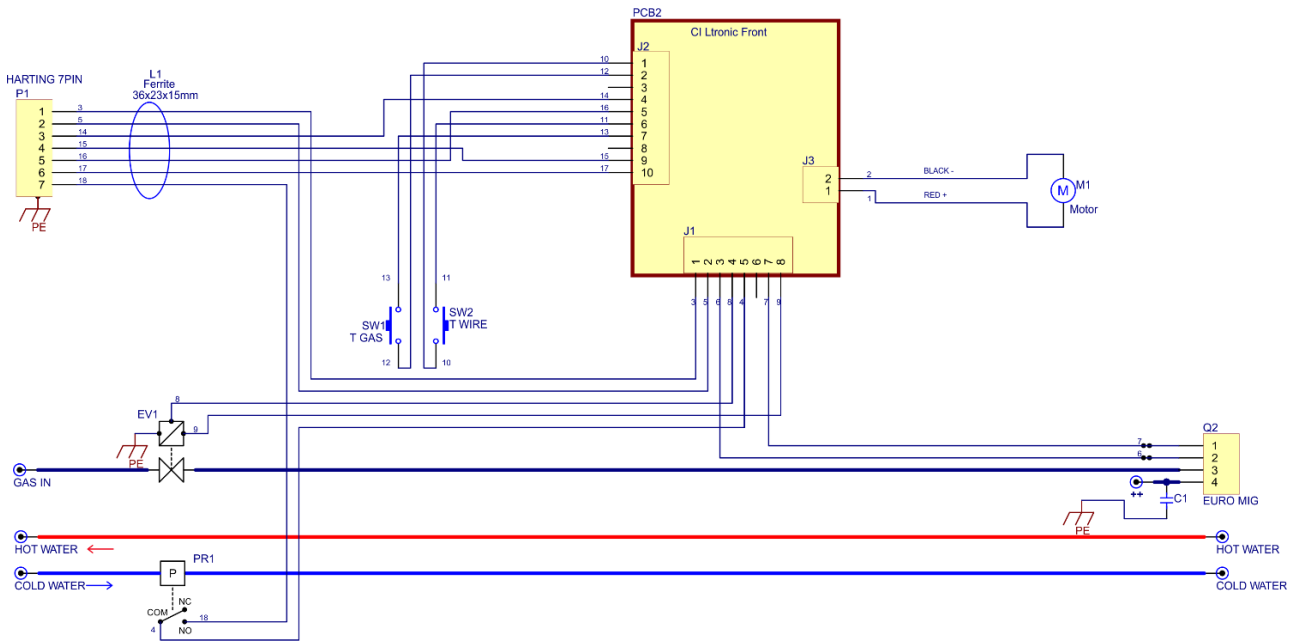 PCB2
CI Ltronic Front
J2
10 1
12 2
3
14 4
16 5
11 6
13 7
8
15 9
17 10
HARTING 7PIN
P1
L1
Ferrite
36x23x15mm
1 3
2 5
3 14
4 15
5 16
6 17
7 18
PE
J3
2 2 BLACK -
1 1 RED +
M M1
Motor
J1
1 2 3 4 5 6 7 8
3 5 6 8 4 7 9
13 11
SW1
T GAS
SW2
T WIRE
12 10
EV1
8
9
PE
GAS IN
Q2
7 1
6 2
3
4
++
C1
EURO MIG
PE
HOT WATER
HOT WATER
COLD WATER
COLD WATER
P PR1
COM
NC
NO
4
18